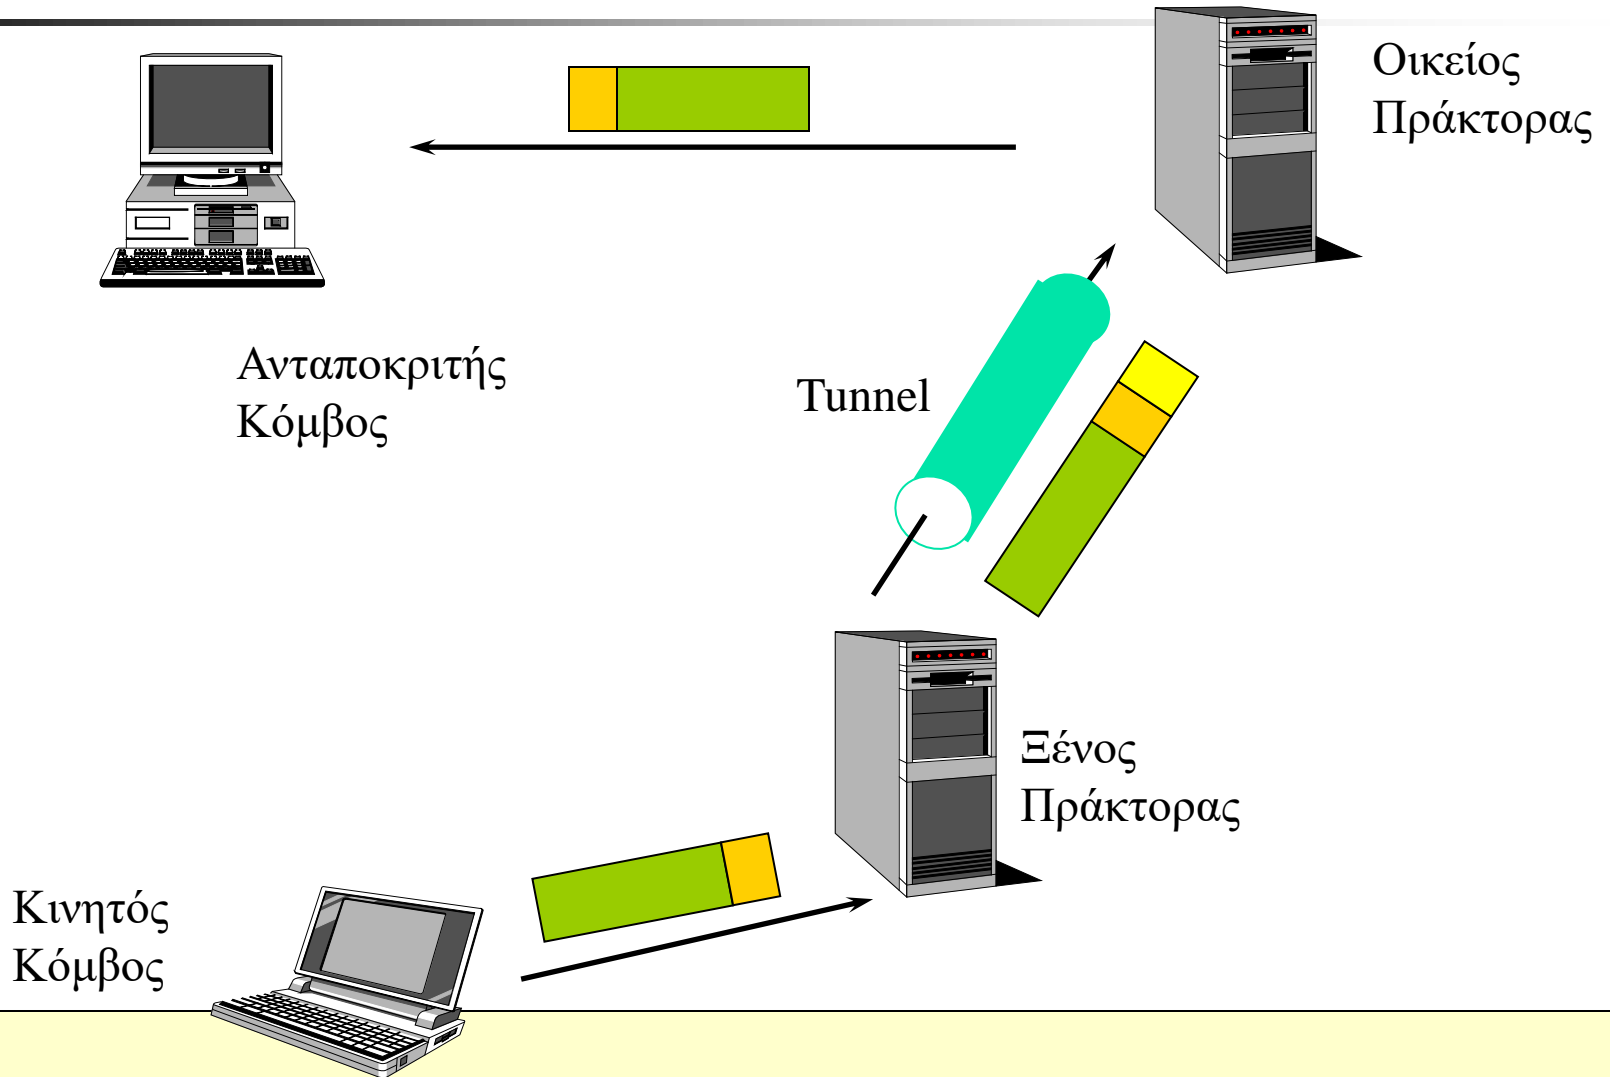 Οικείος
Πράκτορας
Ανταποκριτής
Κόμβος
Tunnel
Ξένος
Πράκτορας
Κινητός
Κόμβος